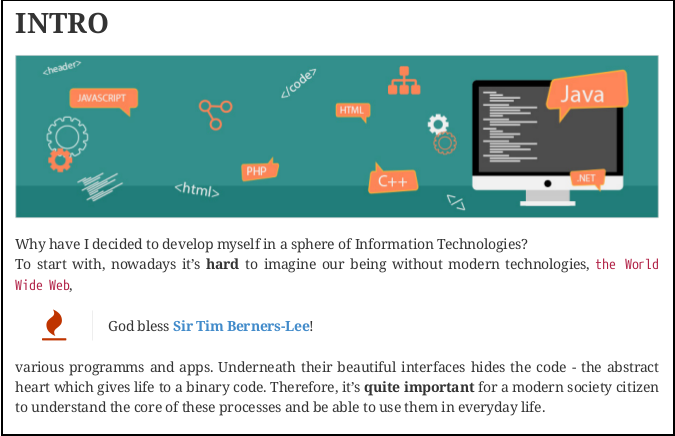 INTRO
<header>
JAVASCRIPT
</code>
HTML
Java
PHP
C++
.NET
<html>
</>
Why have I decided to develop myself in a sphere of Information Technologies?
To start with, nowadays it’s hard to imagine our being without modern technologies, the World
Wide Web,
God bless Sir Tim Berners-Lee!
various programms and apps. Underneath their beautiful interfaces hides the code - the abstract
heart which gives life to a binary code. Therefore, it’s quite important for a modern society citizen
to understand the core of these processes and be able to use them in everyday life.